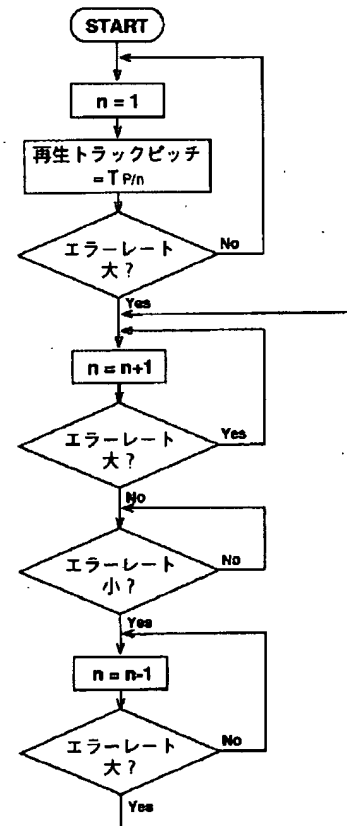 START
n = 1
再生トラックピッチ
= TP/n
エラーレート
大？
No
Yes
n = n+1
エラーレート
大？
Yes
No
エラーレート
小？
No
Yes
n = n-1
エラーレート
大？
No
Yes